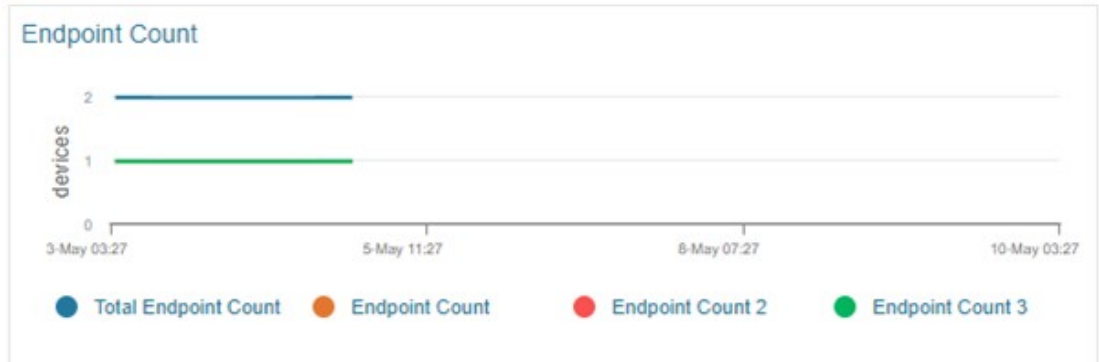 Endpoint Count
2
devices
1
0
3-May 03:27 5-May 11:27 8-May 07:27 10-May 03:27
Total Endpoint Count Endpoint Count Endpoint Count 2 Endpoint Count 3